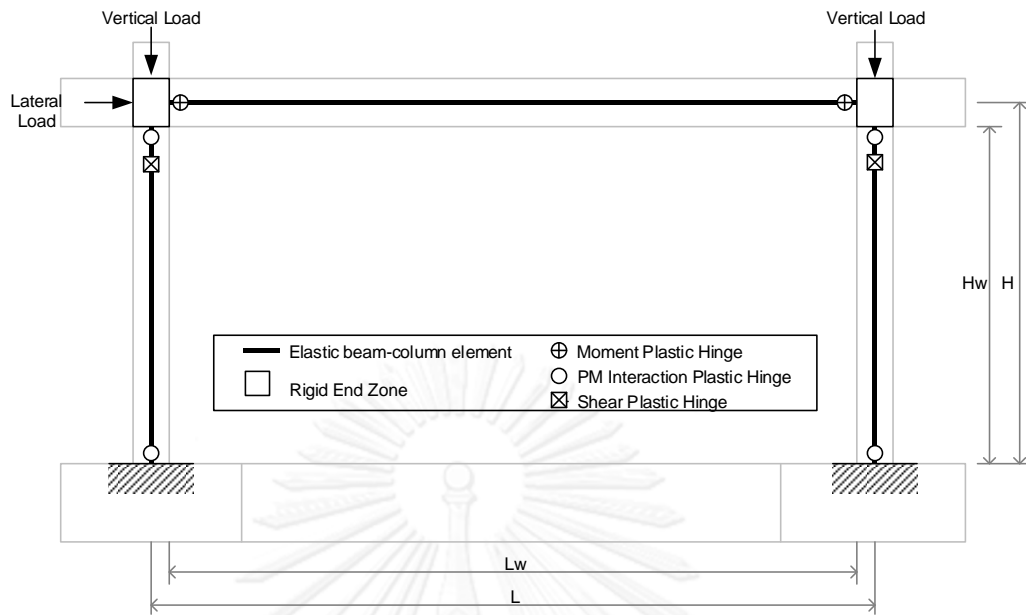 Vertical Load
Vertical Load
Lateral
Load
Hw
H
Elastic beam-column element
Moment Plastic Hinge
PM Interaction Plastic Hinge
Rigid End Zone
Shear Plastic Hinge
Lw
L